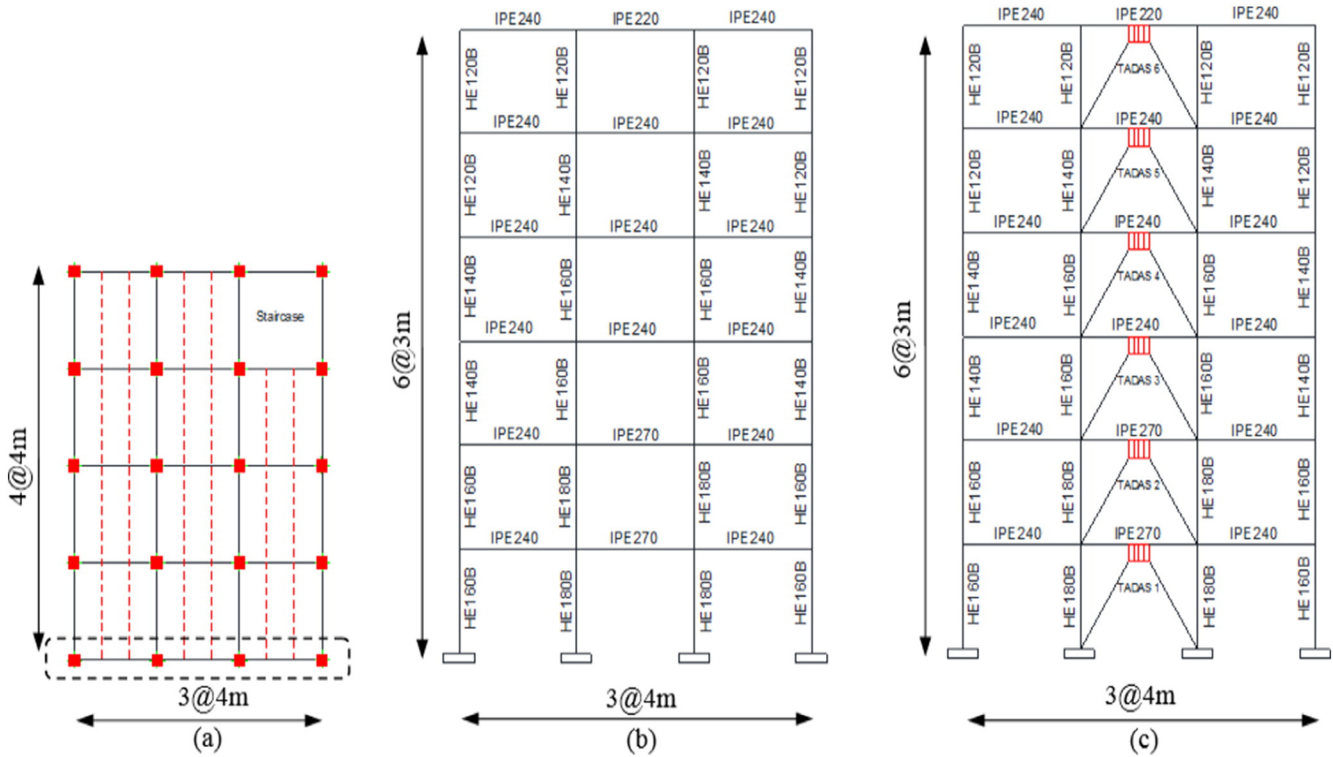 Staircase
4@4m
3@4m
(a)
IPE240 IPE220 IPE240
HE120B HE120B HE120B HE120B
IPE240 IPE240 IPE240
HE120B HE140B HE140B HE120B
IPE240 IPE240 IPE240
HE140B HE160B HE160B HE140B
IPE240 IPE240 IPE240
HE140B HE160B HE160B HE140B
IPE240 IPE270 IPE240
HE160B HE180B HE180B HE160B
IPE240 IPE270 IPE240
HE160B HE180B HE180B HE160B
6@3m
3@4m
(b)
IPE240 IPE220 IPE240
HE120B HE120B TADAS 6 HE120B HE120B
IPE240 IPE240 IPE240
HE120B HE140B TADAS 5 HE140B HE120B
IPE240 IPE240 IPE240
HE140B HE160B TADAS 4 HE160B HE140B
IPE240 IPE240 IPE240
HE140B HE160B TADAS 3 HE160B HE140B
IPE240 IPE270 IPE240
HE160B HE180B TADAS 2 HE180B HE160B
IPE240 IPE270 IPE240
HE160B HE180B TADAS 1 HE180B HE160B
6@3m
3@4m
(c)